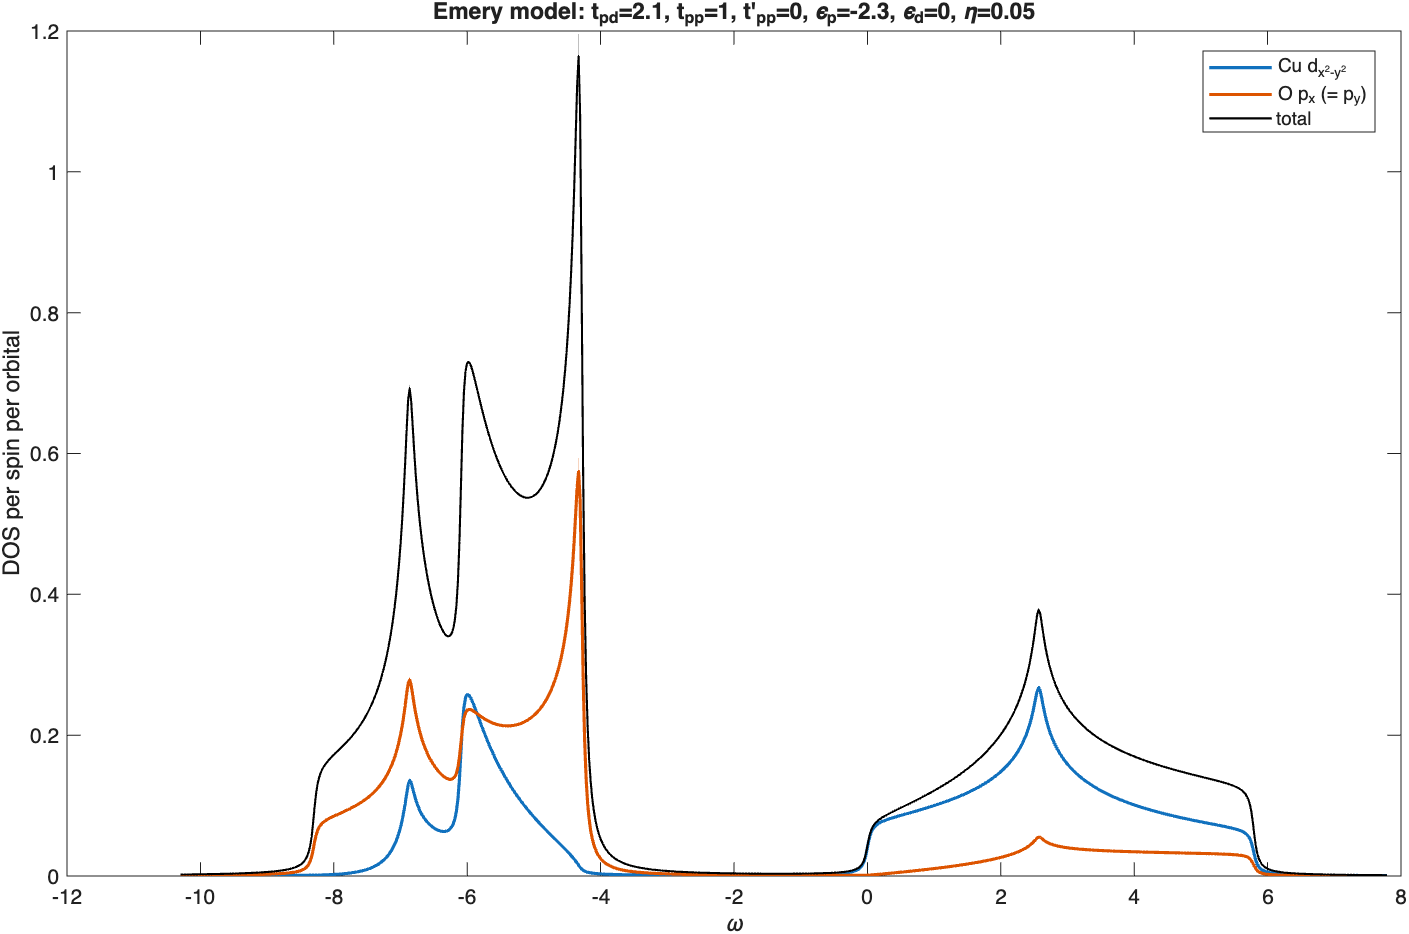 Emery model: t_pd=2.1, t_pp=1, t'_pp=0, ϵ_p=-2.3, ϵ_d=0, η=0.05
1.2
1
0.8
0.6
0.4
0.2
0
DOS per spin per orbital
Cu d_x²-y²
O p_x (= p_y)
total
-12 -10 -8 -6 -4 -2 0 2 4 6 8
ω